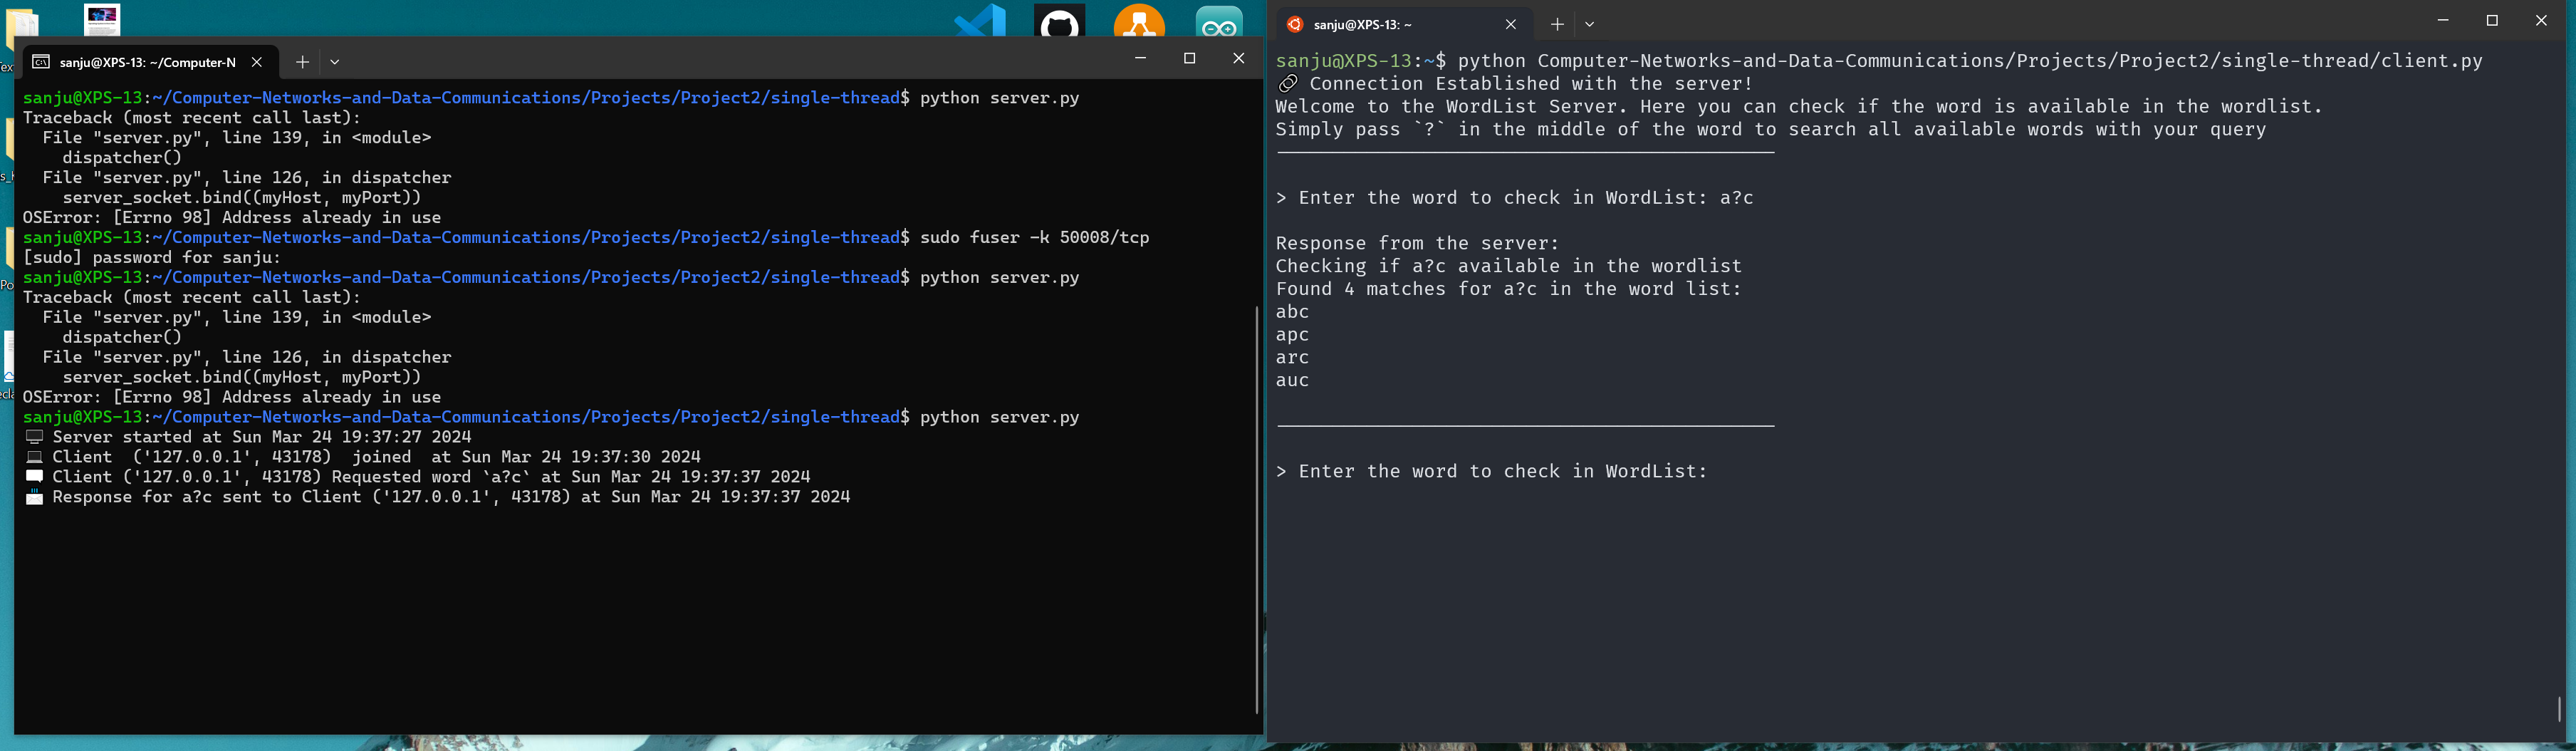 sanju@XPS-13: ~/Computer-N
sanju@XPS-13:~/Computer-Networks-and-Data-Communications/Projects/Project2/single-thread$ python server.py
Traceback (most recent call last):
  File "server.py", line 139, in <module>
    dispatcher()
  File "server.py", line 126, in dispatcher
    server_socket.bind((myHost, myPort))
OSError: [Errno 98] Address already in use
sanju@XPS-13:~/Computer-Networks-and-Data-Communications/Projects/Project2/single-thread$ sudo fuser -k 50008/tcp
[sudo] password for sanju:
sanju@XPS-13:~/Computer-Networks-and-Data-Communications/Projects/Project2/single-thread$ python server.py
Traceback (most recent call last):
  File "server.py", line 139, in <module>
    dispatcher()
  File "server.py", line 126, in dispatcher
    server_socket.bind((myHost, myPort))
OSError: [Errno 98] Address already in use
sanju@XPS-13:~/Computer-Networks-and-Data-Communications/Projects/Project2/single-thread$ python server.py
Server started at Sun Mar 24 19:37:27 2024
Client  ('127.0.0.1', 43178)  joined  at Sun Mar 24 19:37:30 2024
Client ('127.0.0.1', 43178) Requested word `a?c` at Sun Mar 24 19:37:37 2024
Response for a?c sent to Client ('127.0.0.1', 43178) at Sun Mar 24 19:37:37 2024
sanju@XPS-13: ~
sanju@XPS-13:~$ python Computer-Networks-and-Data-Communications/Projects/Project2/single-thread/client.py
Connection Established with the server!
Welcome to the WordList Server. Here you can check if the word is available in the wordlist.
Simply pass `?` in the middle of the word to search all available words with your query
> Enter the word to check in WordList: a?c
Response from the server:
Checking if a?c available in the wordlist
Found 4 matches for a?c in the word list:
abc
apc
arc
auc
> Enter the word to check in WordList: